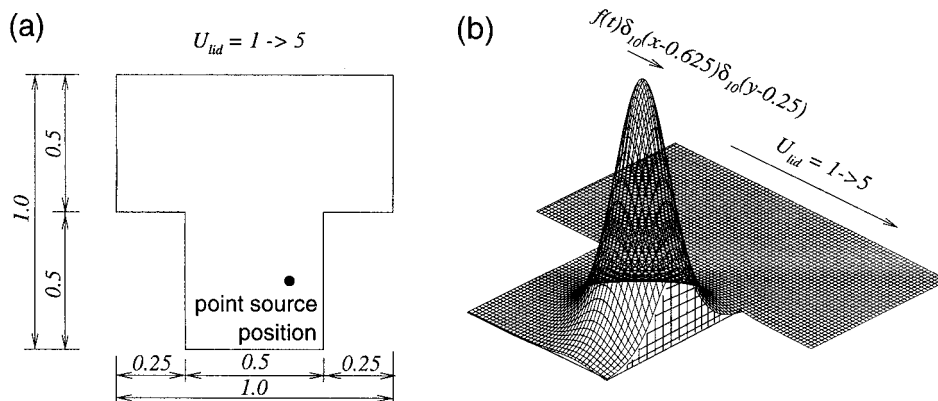 (a)
U_lid = 1 -> 5
0.5
1.0
0.5
point source
position
0.25
0.5
0.25
1.0
(b)
f(t)δ_10(x-0.625)δ_10(y-0.25)
U_lid = 1->5